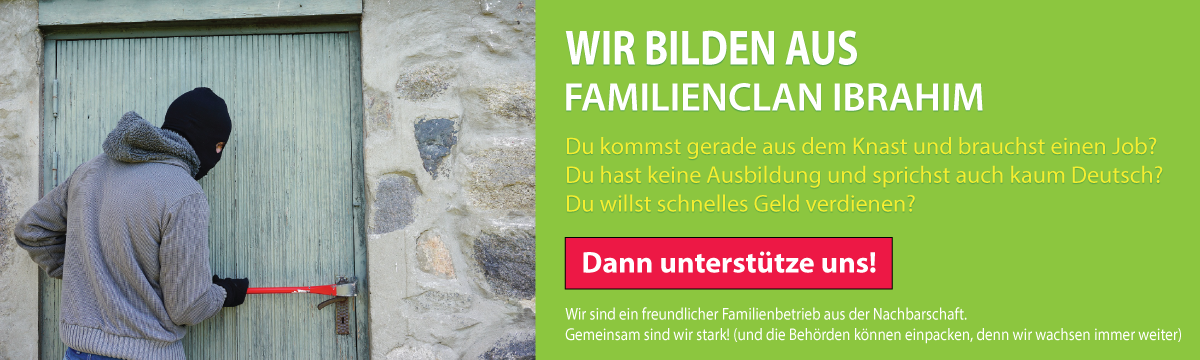 WIR BILDEN AUS
FAMILIENCLAN IBRAHIM
Du kommst gerade aus dem Knast und brauchst einen Job?
Du hast keine Ausbildung und sprichst auch kaum Deutsch?
Du willst schnelles Geld verdienen?
Dann unterstütze uns!
Wir sind ein freundlicher Familienbetrieb aus der Nachbarschaft.
Gemeinsam sind wir stark! (und die Behörden können einpacken, denn wir wachsen immer weiter)